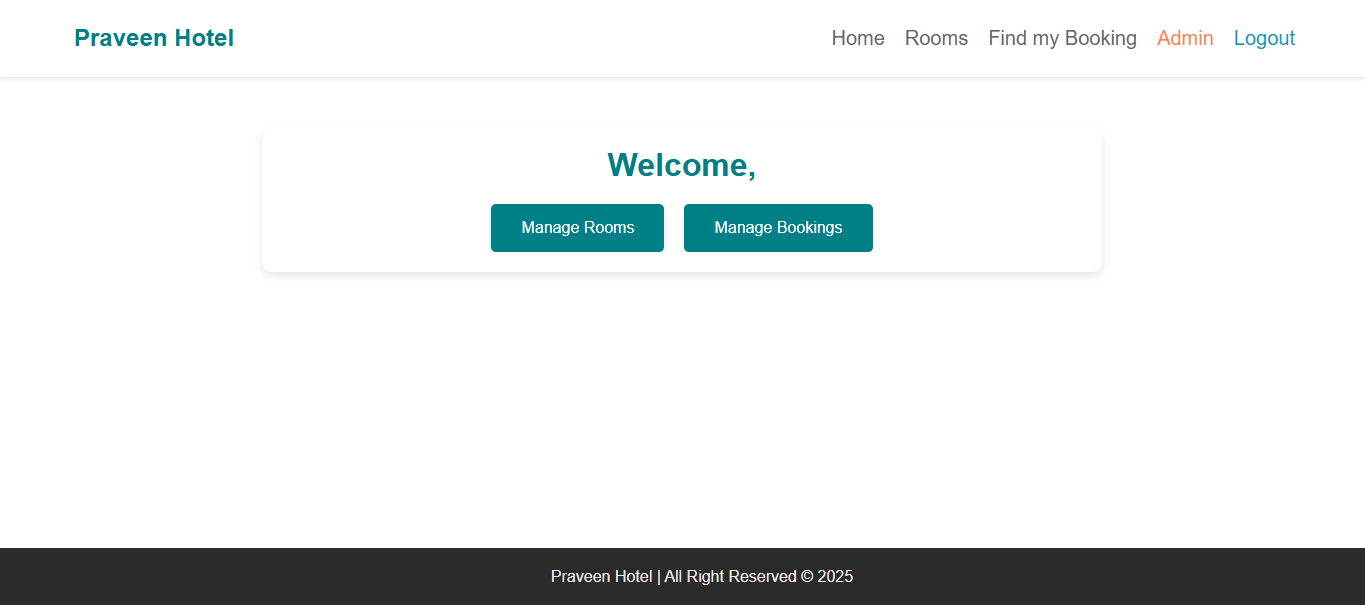 Praveen Hotel
Home Rooms Find my Booking Admin Logout
Welcome,
Manage Rooms Manage Bookings
Praveen Hotel | All Right Reserved © 2025